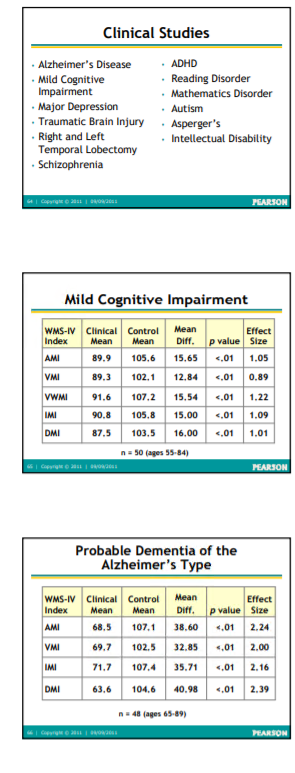 Clinical Studies
· Alzheimer's Disease
· Mild Cognitive
Impairment
· Major Depression
· Traumatic Brain Injury
· Right and Left
Temporal Lobectomy
· Schizophrenia
· ADHD
· Reading Disorder
· Mathematics Disorder
· Autism
· Asperger's
· Intellectual Disability
64 | Copyright © 2011 | 09/09/2011
PEARSON
Mild Cognitive Impairment
WMS-IV Index Clinical Mean Control Mean Mean Diff. p value Effect Size
AMI 89.9 105.6 15.65 <.01 1.05
VMI 89.3 102.1 12.84 <.01 0.89
VWMI 91.6 107.2 15.54 <.01 1.22
IMI 90.8 105.8 15.00 <.01 1.09
DMI 87.5 103.5 16.00 <.01 1.01
n = 50 (ages 55-84)
65 | Copyright © 2011 | 09/09/2011
PEARSON
Probable Dementia of the
Alzheimer's Type
WMS-IV Index Clinical Mean Control Mean Mean Diff. p value Effect Size
AMI 68.5 107.1 38.60 <.01 2.24
VMI 69.7 102.5 32.85 <.01 2.00
IMI 71.7 107.4 35.71 <.01 2.16
DMI 63.6 104.6 40.98 <.01 2.39
n = 48 (ages 65-89)
66 | Copyright © 2011 | 09/09/2011
PEARSON